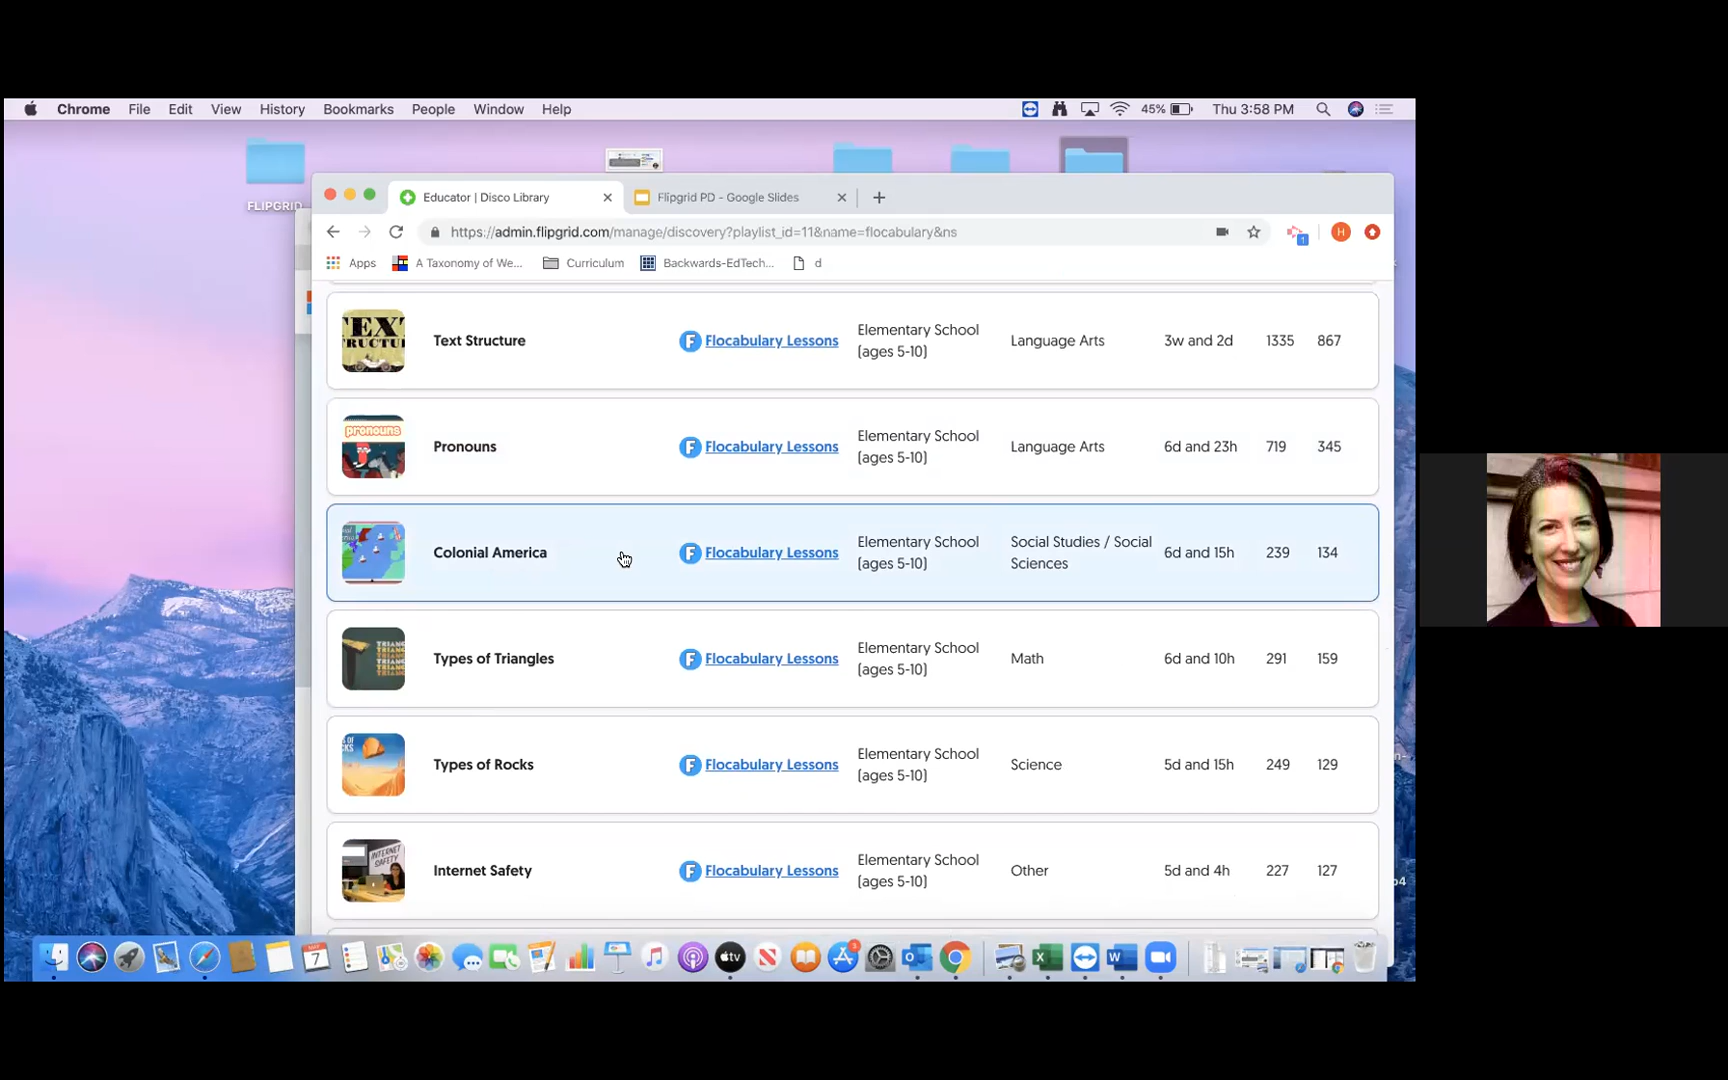 Chrome File Edit View History Bookmarks People Window Help 45% Thu 3:58 PM
FLIPGRID
Educator | Disco Library
Flipgrid PD - Google Slides
https://admin.flipgrid.com/manage/discovery?playlist_id=11&name=flocabulary&ns
H
Apps A Taxonomy of We... Curriculum Backwards-EdTech... d
TEXT
Text Structure F Flocabulary Lessons Elementary School (ages 5-10) Language Arts 3w and 2d 1335 867
pronouns
Pronouns F Flocabulary Lessons Elementary School (ages 5-10) Language Arts 6d and 23h 719 345
Colonial America F Flocabulary Lessons Elementary School (ages 5-10) Social Studies / Social Sciences 6d and 15h 239 134
Types of Triangles F Flocabulary Lessons Elementary School (ages 5-10) Math 6d and 10h 291 159
Types of Rocks F Flocabulary Lessons Elementary School (ages 5-10) Science 5d and 15h 249 129
INTERNET
SAFETY
Internet Safety F Flocabulary Lessons Elementary School (ages 5-10) Other 5d and 4h 227 127
p4
7
tv
3